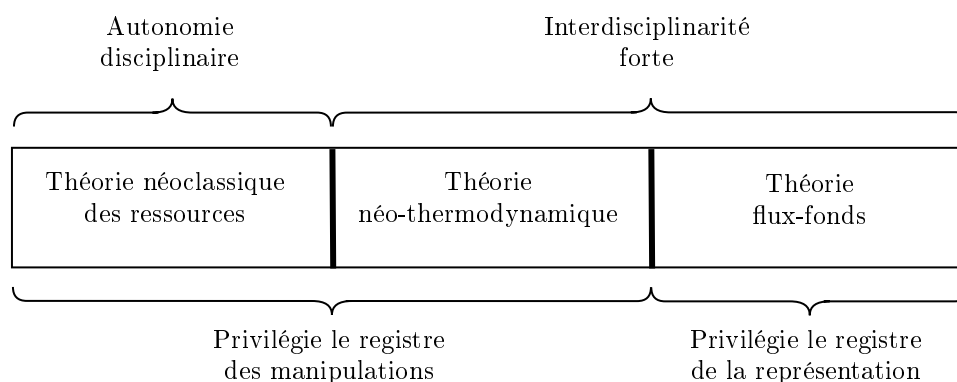 Autonomie
disciplinaire
Interdisciplinarité
forte
Théorie néoclassique
des ressources
Théorie
néo-thermodynamique
Théorie
flux-fonds
Privilégie le registre
des manipulations
Privilégie le registre
de la représentation